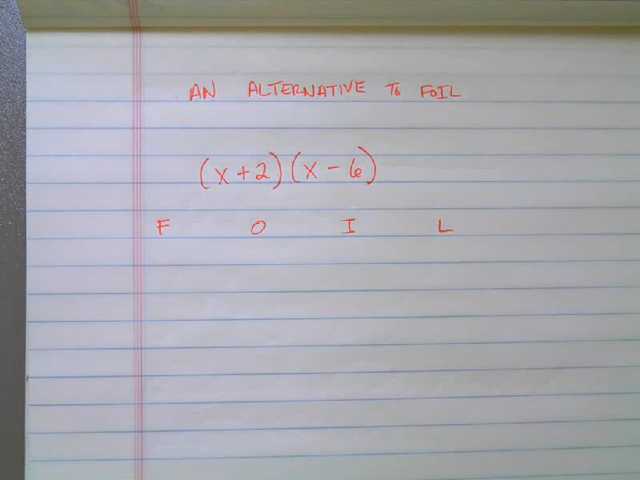 AN ALTERNATIVE TO FOIL
(x + 2)(x - 6)
F O I L